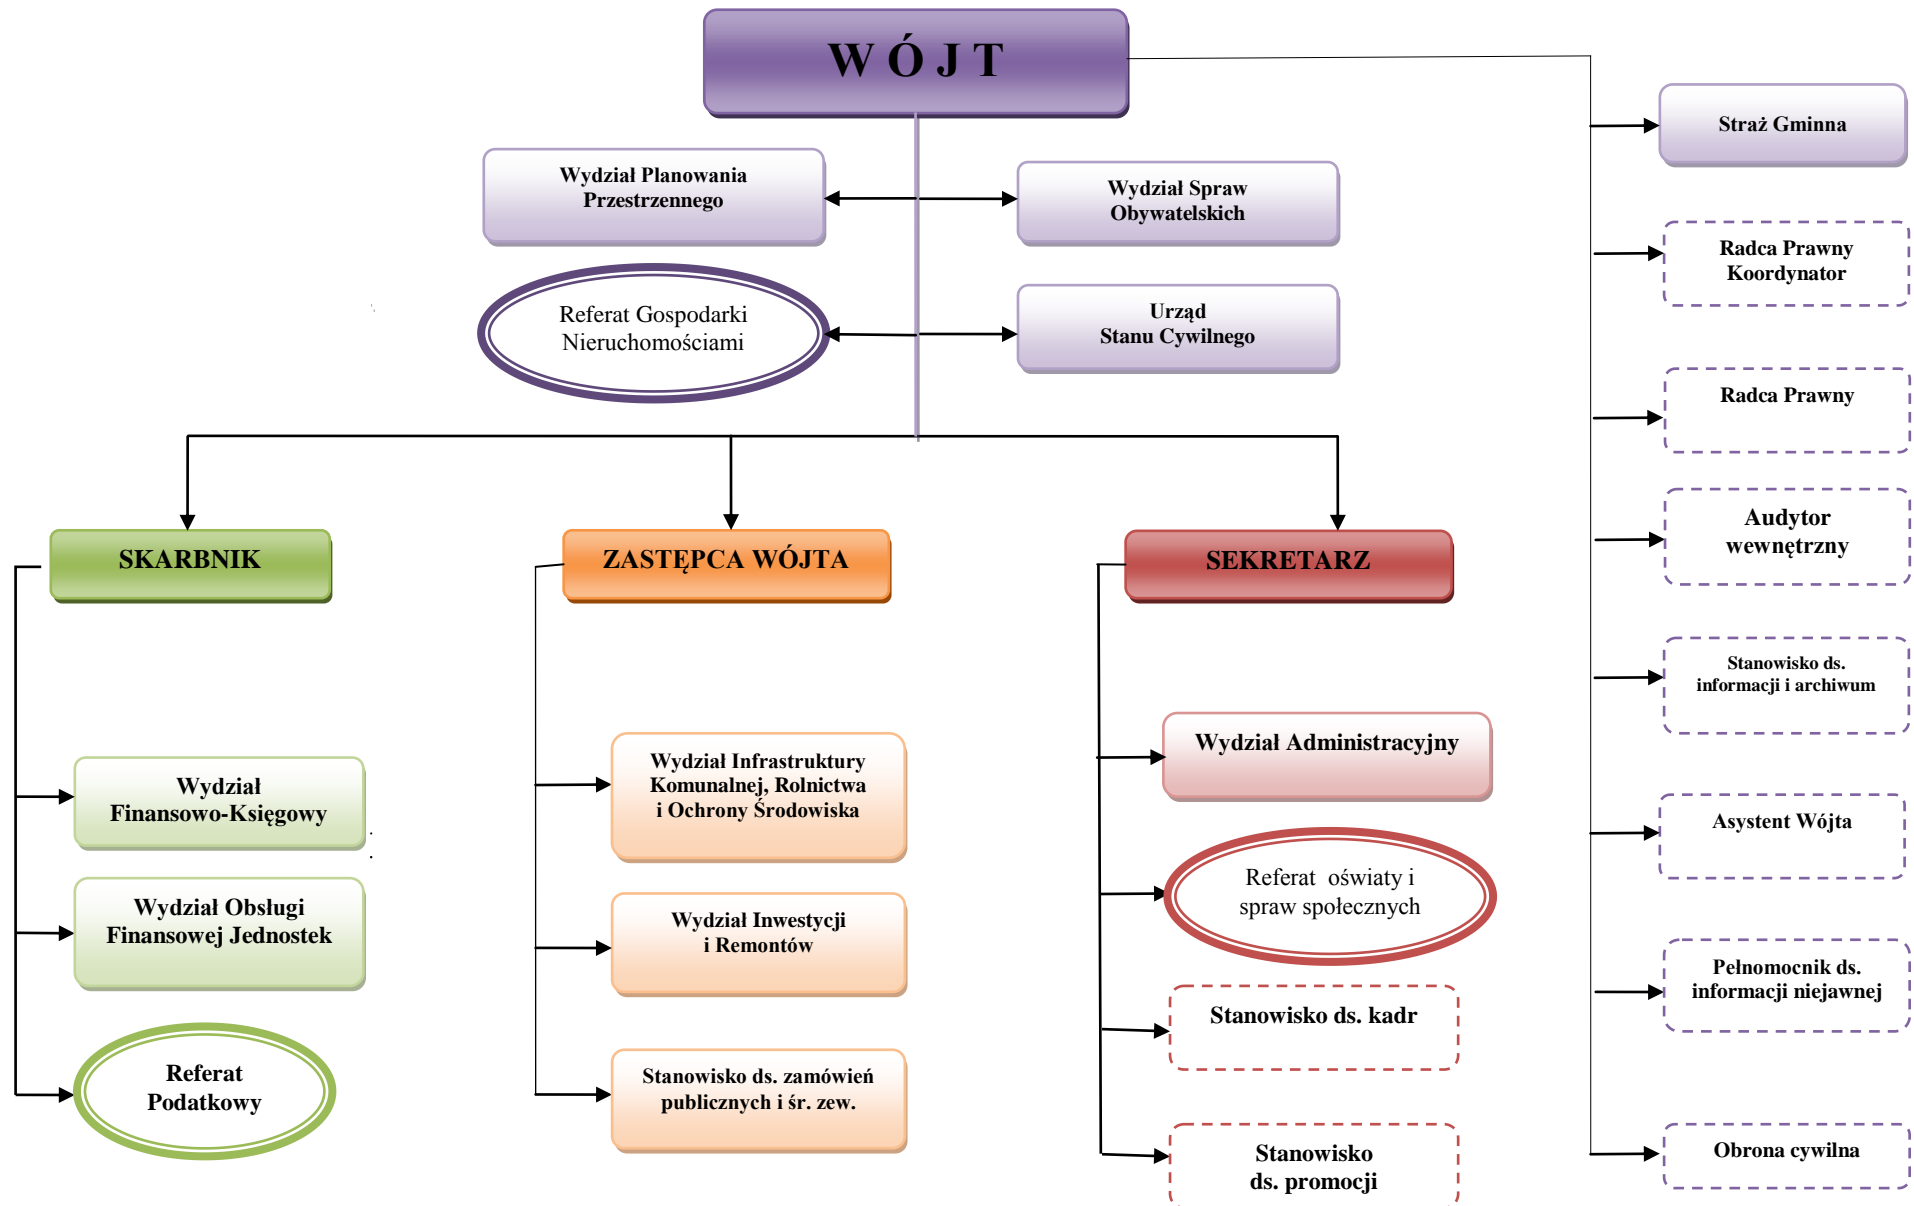 W Ó J T
Straż Gminna
Wydział Planowania
Przestrzennego
Wydział Spraw
Obywatelskich
Radca Prawny
Koordynator
Referat Gospodarki
Nieruchomościami
Urząd
Stanu Cywilnego
Radca Prawny
Audytor
wewnętrzny
SKARBNIK
ZASTĘPCA WÓJTA
SEKRETARZ
Stanowisko ds.
informacji i archiwum
Wydział
Finansowo-Księgowy
Wydział Infrastruktury
Komunalnej, Rolnictwa
i Ochrony Środowiska
Wydział Administracyjny
Asystent Wójta
Wydział Obsługi
Finansowej Jednostek
Wydział Inwestycji
i Remontów
Referat oświaty i
spraw społecznych
Pełnomocnik ds.
informacji niejawnej
Stanowisko ds. kadr
Referat
Podatkowy
Stanowisko ds. zamówień
publicznych i śr. zew.
Stanowisko
ds. promocji
Obrona cywilna